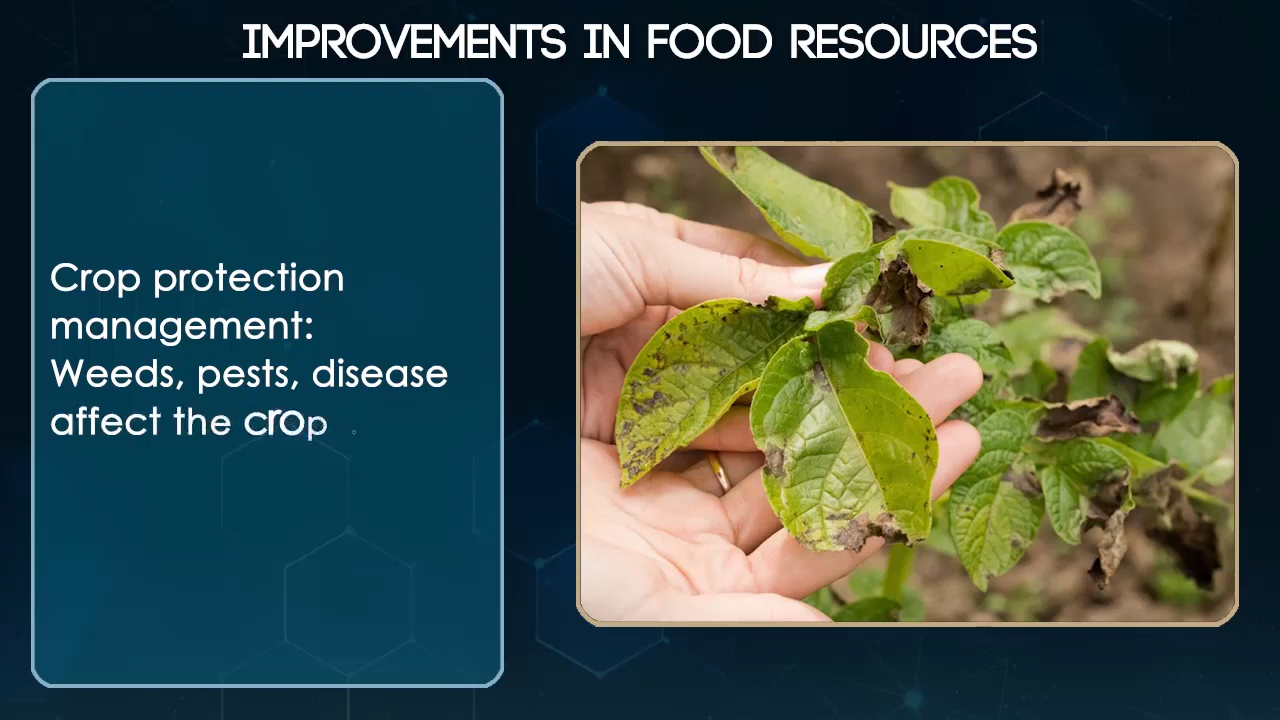 IMPROVEMENTS IN FOOD RESOURCES
Crop protection
management:
Weeds, pests, disease
affect the crop